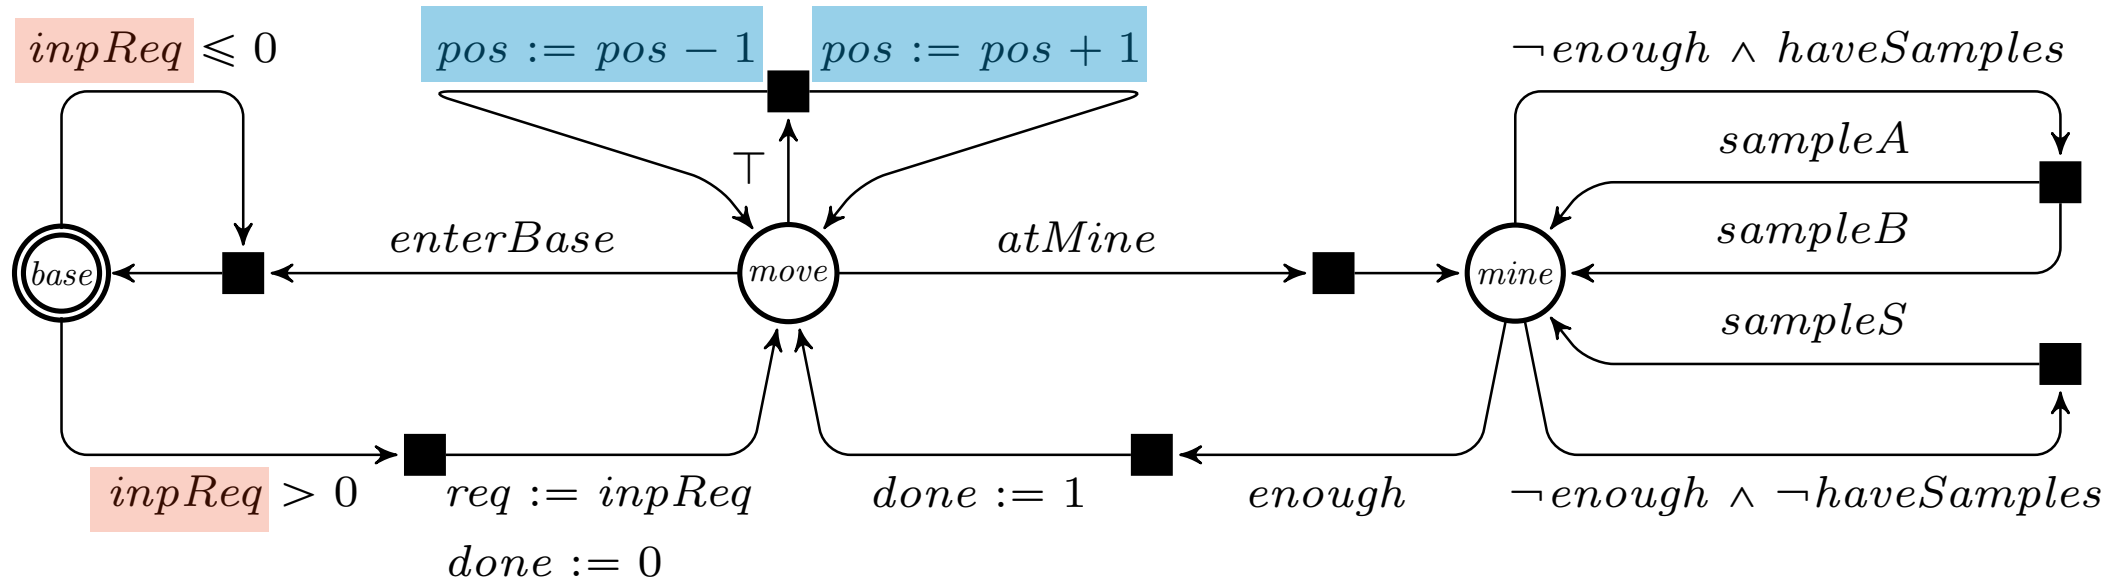 inpReq ⩽ 0
pos := pos − 1
pos := pos + 1
¬enough ∧ haveSamples
sampleA
⊤
enterBase
atMine
sampleB
base
move
mine
sampleS
inpReq > 0
req := inpReq
done := 1
enough
¬enough ∧ ¬haveSamples
done := 0